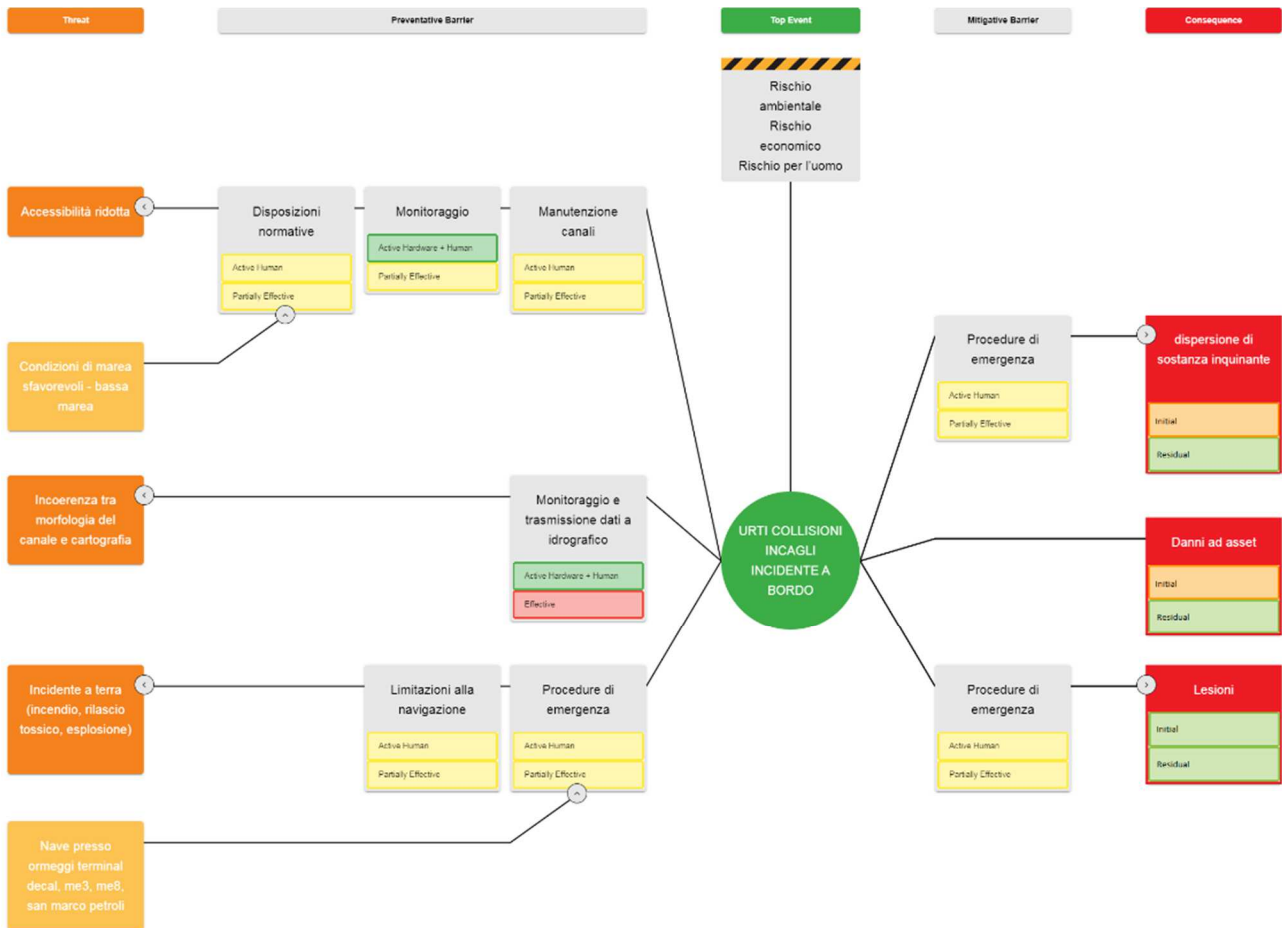 Threat
Preventative Barrier
Top Event
Mitigative Barrier
Consequence
Rischio
ambientale
Rischio
economico
Rischio per l'uomo
Accessibilità ridotta
Disposizioni
normative
Active Human
Partially Effective
Monitoraggio
Active Hardware + Human
Partially Effective
Manutenzione
canali
Active Human
Partially Effective
Condizioni di marea
sfavorevoli - bassa
marea
Incoerenza tra
morfologia del
canale e cartografia
Monitoraggio e
trasmissione dati a
idrografico
Active Hardware + Human
Effective
Incidente a terra
(incendio, rilascio
tossico, esplosione)
Limitazioni alla
navigazione
Active Human
Partially Effective
Procedure di
emergenza
Active Human
Partially Effective
Nave presso
ormeggi terminal
decal, me3, me8,
san marco petroli
URTI COLLISIONI
INCAGLI
INCIDENTE A
BORDO
Procedure di
emergenza
Active Human
Partially Effective
dispersione di
sostanza inquinante
Initial
Residual
Danni ad asset
Initial
Residual
Procedure di
emergenza
Active Human
Partially Effective
Lesioni
Initial
Residual